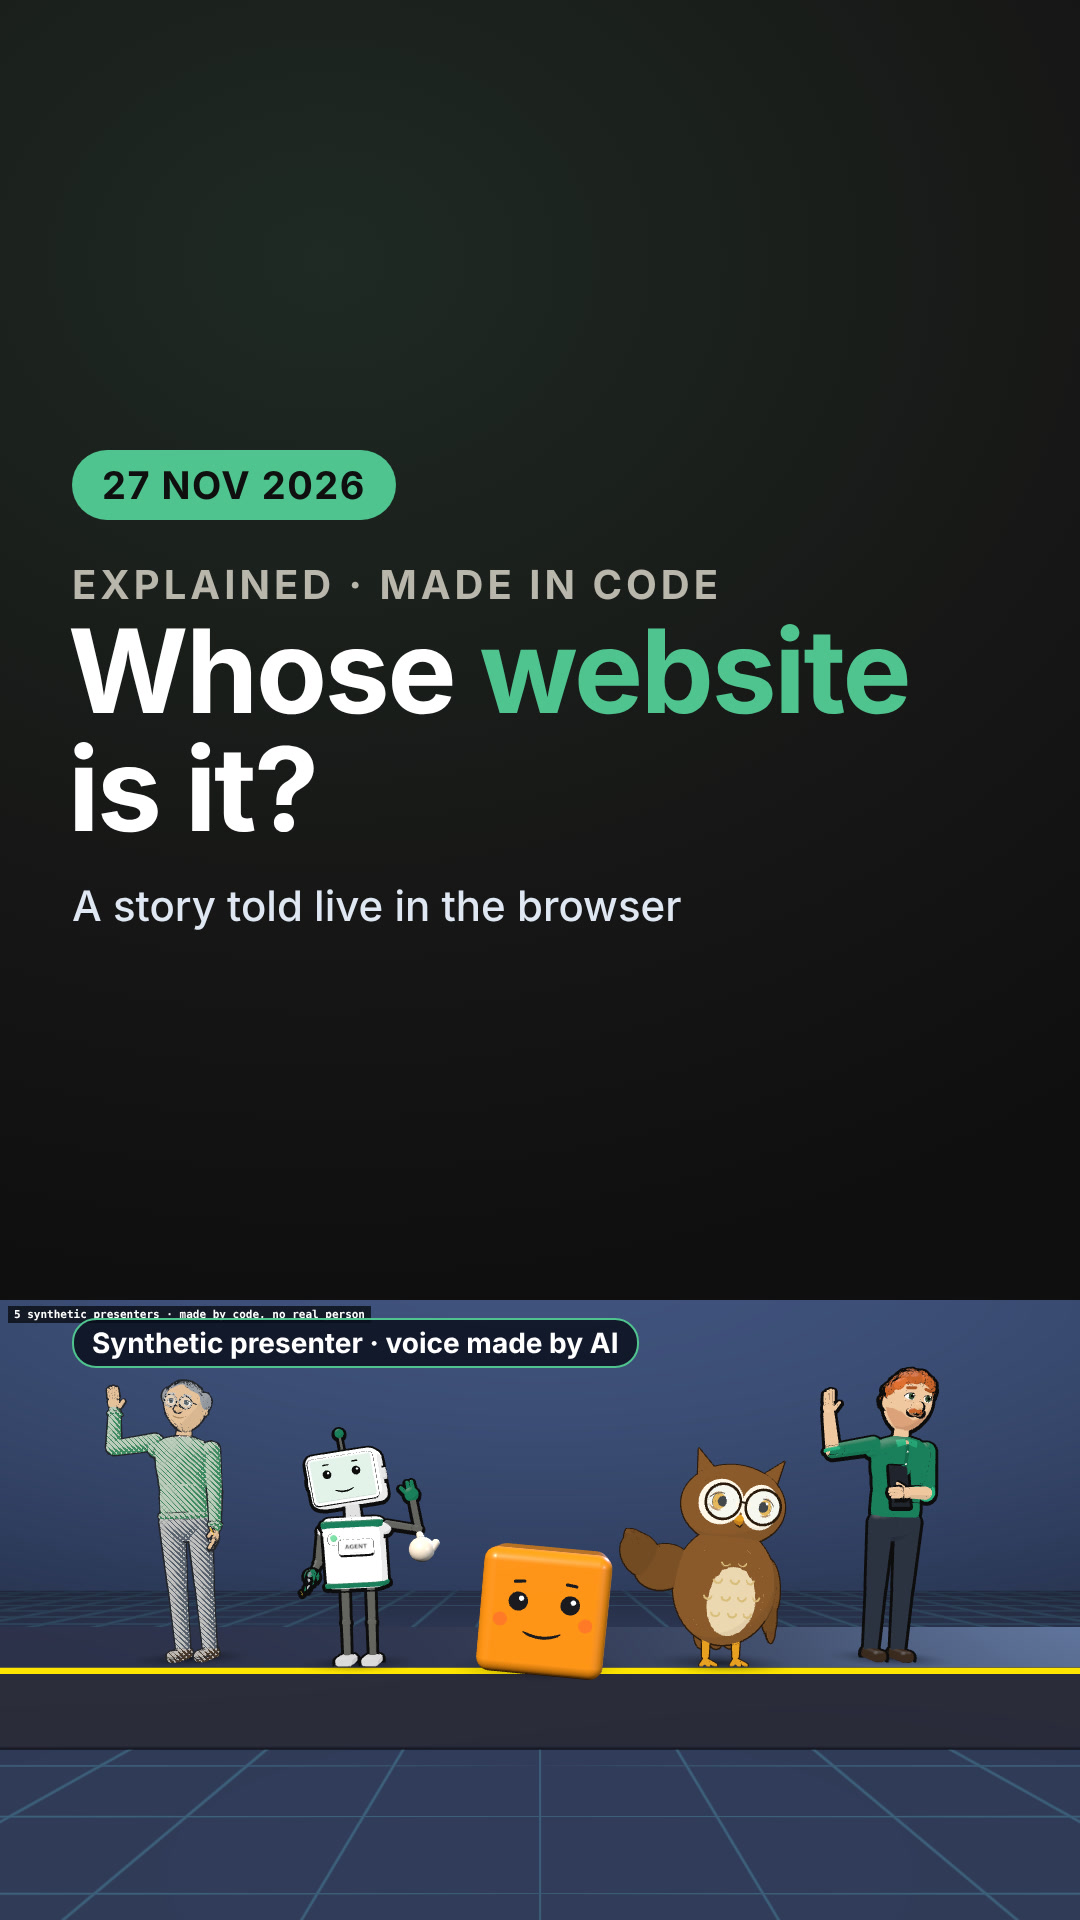 27 NOV 2026
EXPLAINED · MADE IN CODE
Whose website
is it?
A story told live in the browser
5 synthetic presenters · made by code, no real person
Synthetic presenter · voice made by AI
AGENT